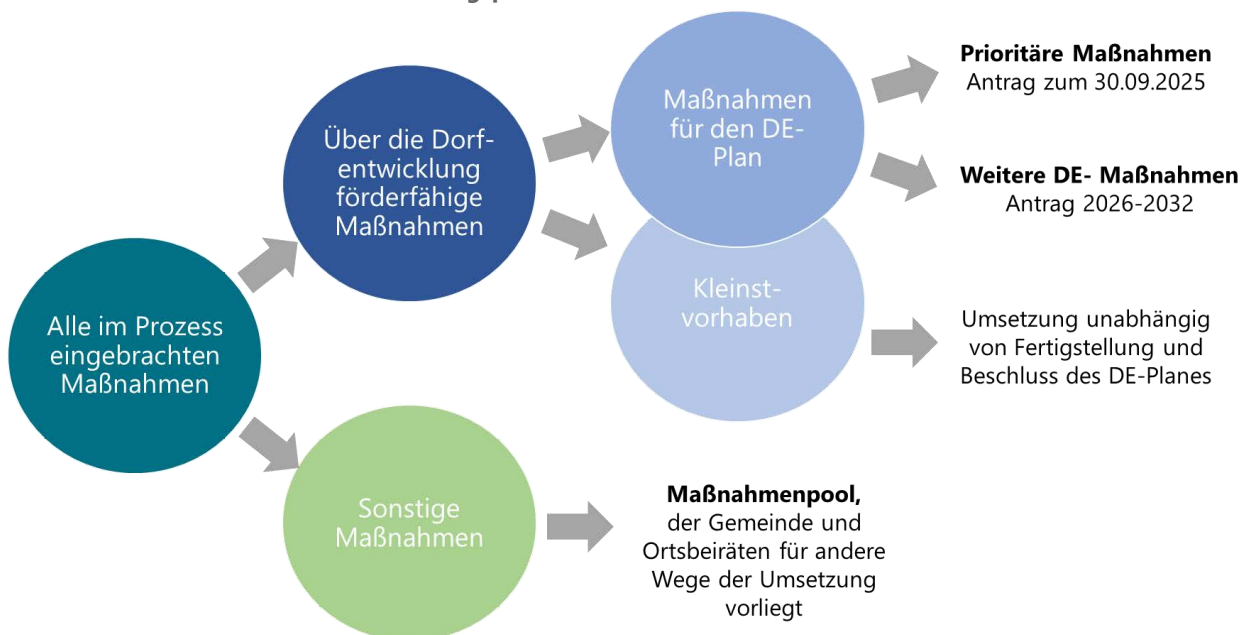 Alle im Prozess
eingebrachten
Maßnahmen
Über die Dorf-
entwicklung
förderfähige
Maßnahmen
Sonstige
Maßnahmen
Maßnahmen
für den DE-
Plan
Kleinst-
vorhaben
Prioritäre Maßnahmen
Antrag zum 30.09.2025
Weitere DE- Maßnahmen
Antrag 2026-2032
Umsetzung unabhängig
von Fertigstellung und
Beschluss des DE-Planes
Maßnahmenpool,
der Gemeinde und
Ortsbeiräten für andere
Wege der Umsetzung
vorliegt